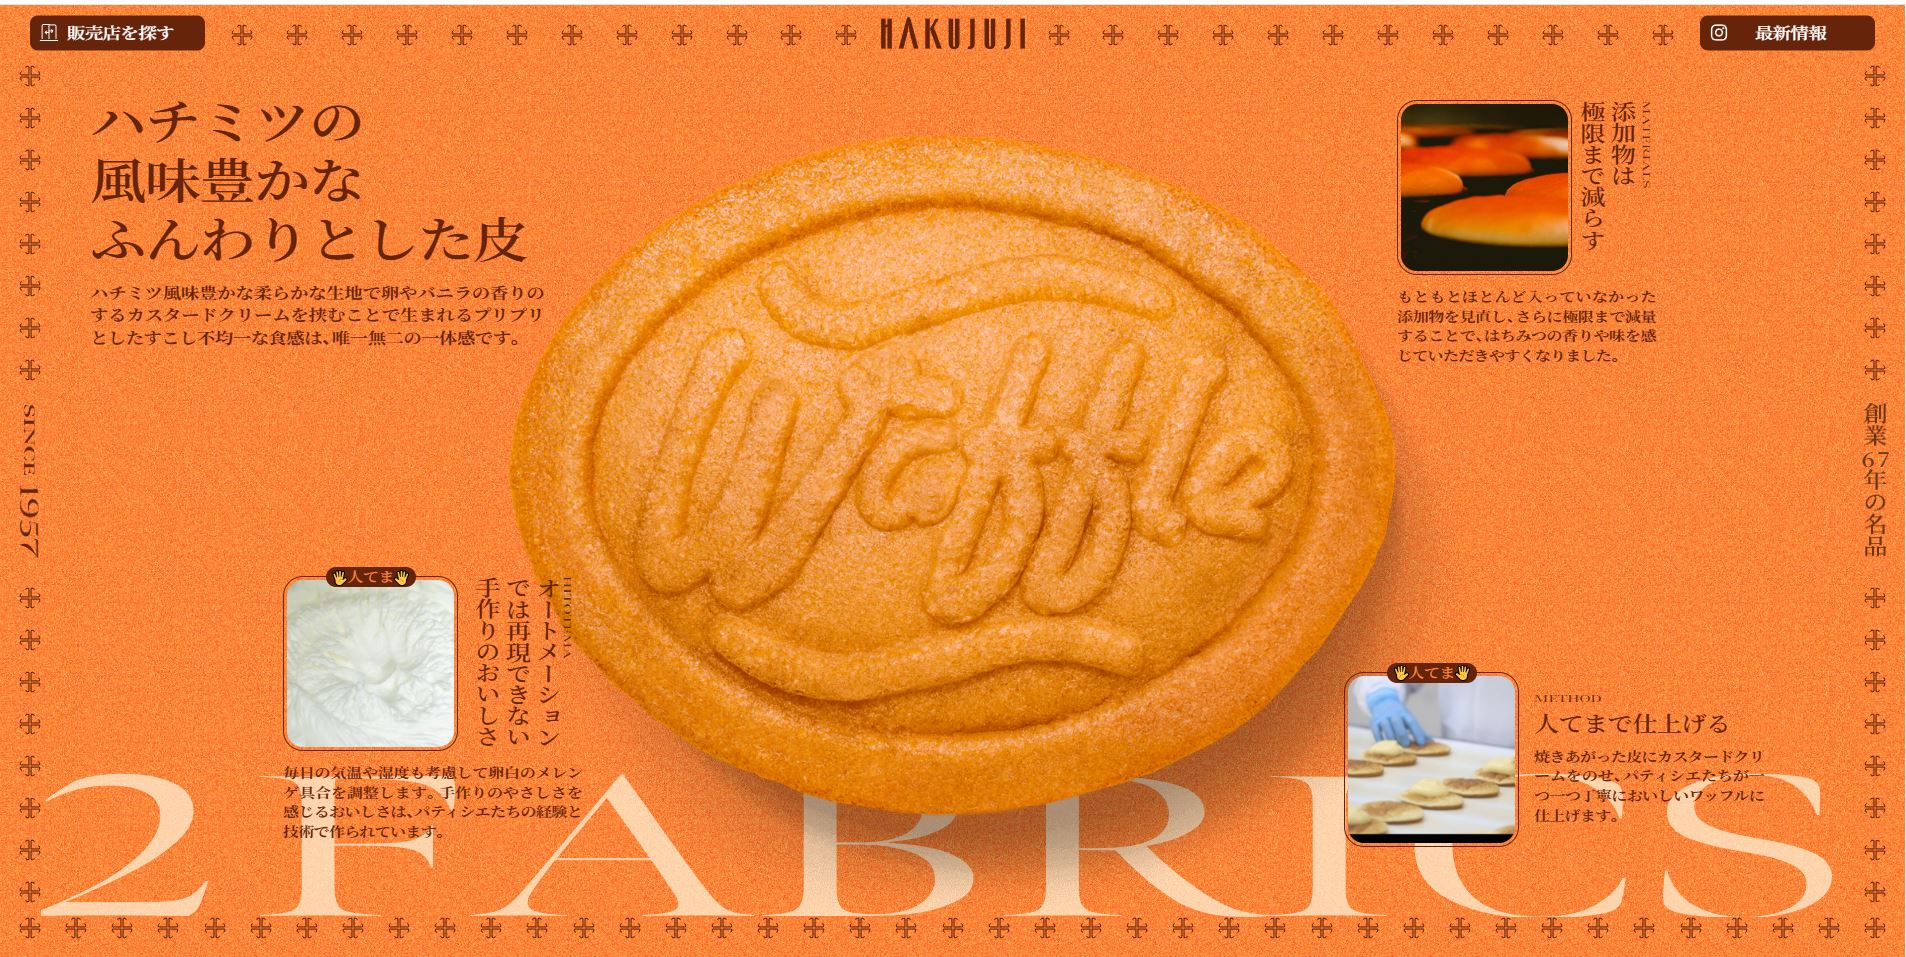 販売店を探す
HAKUJUJI
最新情報
ハチミツの
風味豊かな
ふんわりとした皮
ハチミツ風味豊かな柔らかな生地で卵やバニラの香りの
するカスタードクリームを挟むことで生まれるプリプリ
としたすこし不均一な食感は、唯一無二の一体感です。
MATERIALS
添加物は
極限まで減らす
もともとほとんど入っていなかった
添加物を見直し、さらに極限まで減量
することで、はちみつの香りや味を感
じていただきやすくなりました。
SINCE 1957
創業67年の名品
Waffle
🖐人てま🖐
オートメーション
では再現できない
手作りのおいしさ
毎日の気温や湿度も考慮して卵白のメレン
ゲ具合を調整します。手作りのやさしさを
感じるおいしさは、パティシエたちの経験と
技術で作られています。
🖐人てま🖐
METHOD
人てまで仕上げる
焼きあがった皮にカスタードクリ
ームをのせ、パティシエたちが一
つ一つ丁寧においしいワッフルに
仕上げます。
2 FABRICS